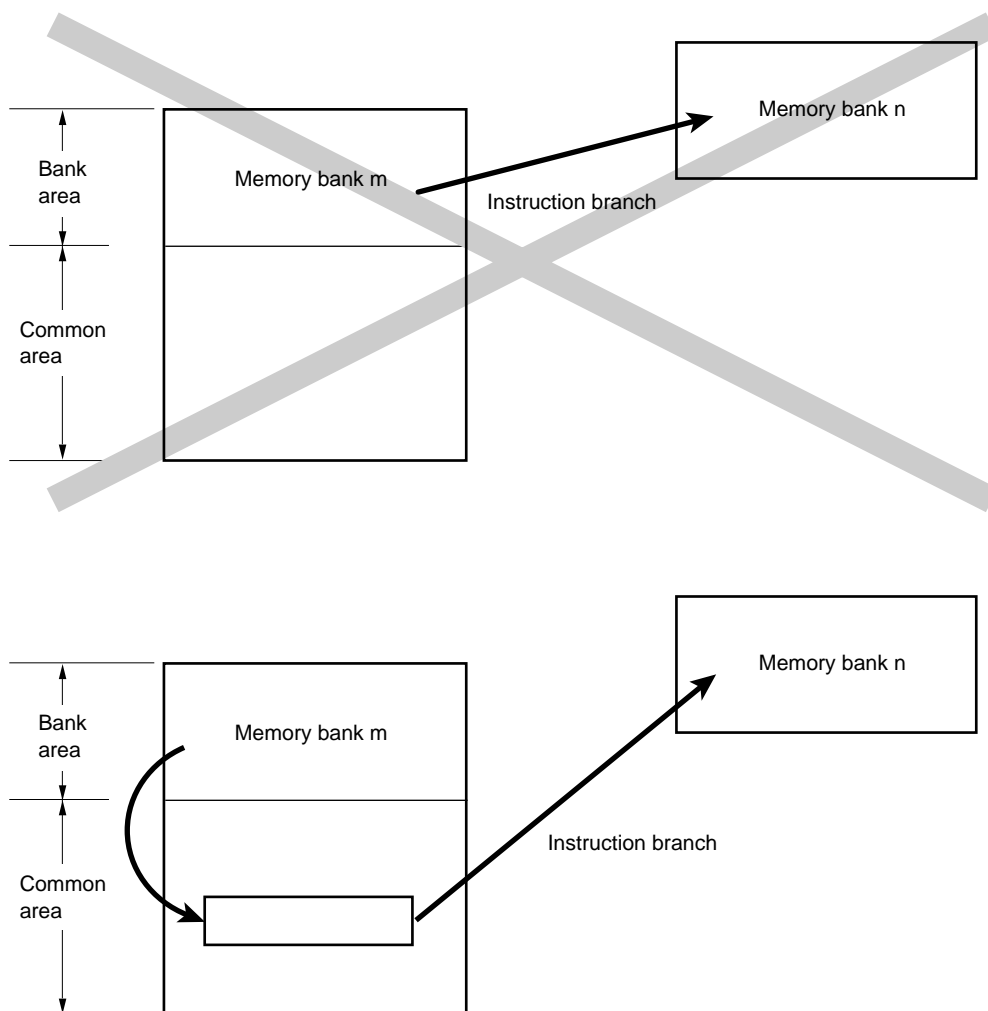 Memory bank n
Bank
area
Memory bank m
Instruction branch
Common
area
Memory bank n
Bank
area
Memory bank m
Instruction branch
Common
area